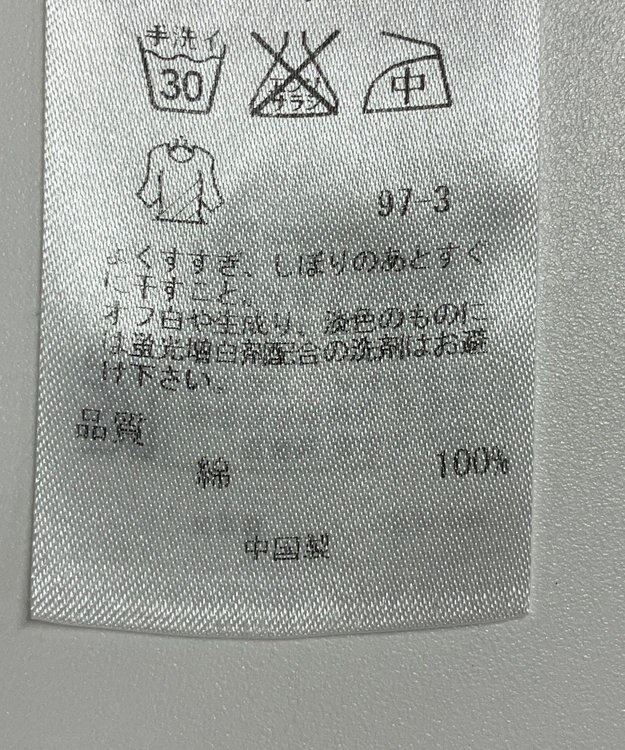 手洗イ
30
エンソサラシ
中
97-3
よくすすぎ、しぼりのあとすぐ
に干すこと。
オフ白や生成り、淡色のものに
は蛍光増白剤配合の洗剤はお避
け下さい。
品質
綿 100%
中国製